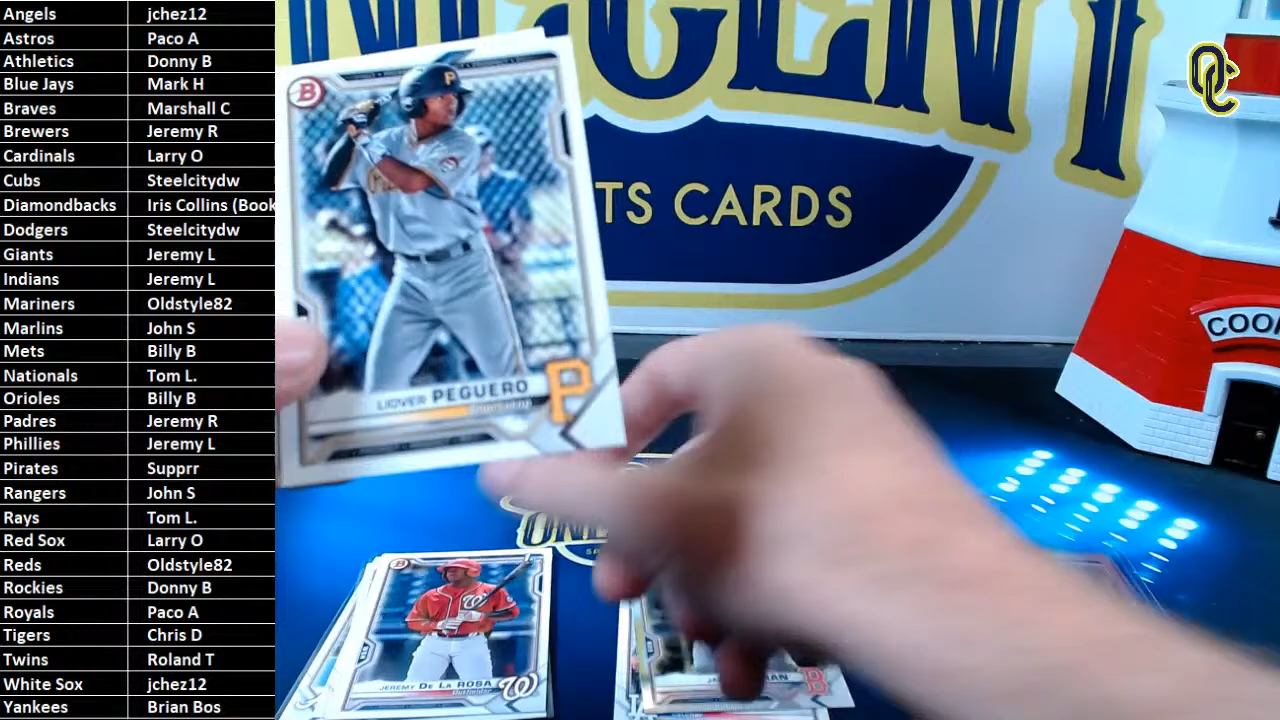 Angels jchez12
Astros Paco A
Athletics Donny B
Blue Jays Mark H
Braves Marshall C
Brewers Jeremy R
Cardinals Larry O
Cubs Steelcitydw
Diamondbacks Iris Collins (Book
Dodgers Steelcitydw
Giants Jeremy L
Indians Jeremy L
Mariners Oldstyle82
Marlins John S
Mets Billy B
Nationals Tom L.
Orioles Billy B
Padres Jeremy R
Phillies Jeremy L
Pirates Supprr
Rangers John S
Rays Tom L.
Red Sox Larry O
Reds Oldstyle82
Rockies Donny B
Royals Paco A
Tigers Chris D
Twins Roland T
White Sox jchez12
Yankees Brian Bos
B
P
LIOVER PEGUERO
P
TS CARDS
OC
COO
B
W
JEREMY DE LA ROSA
Outfielder
W
B